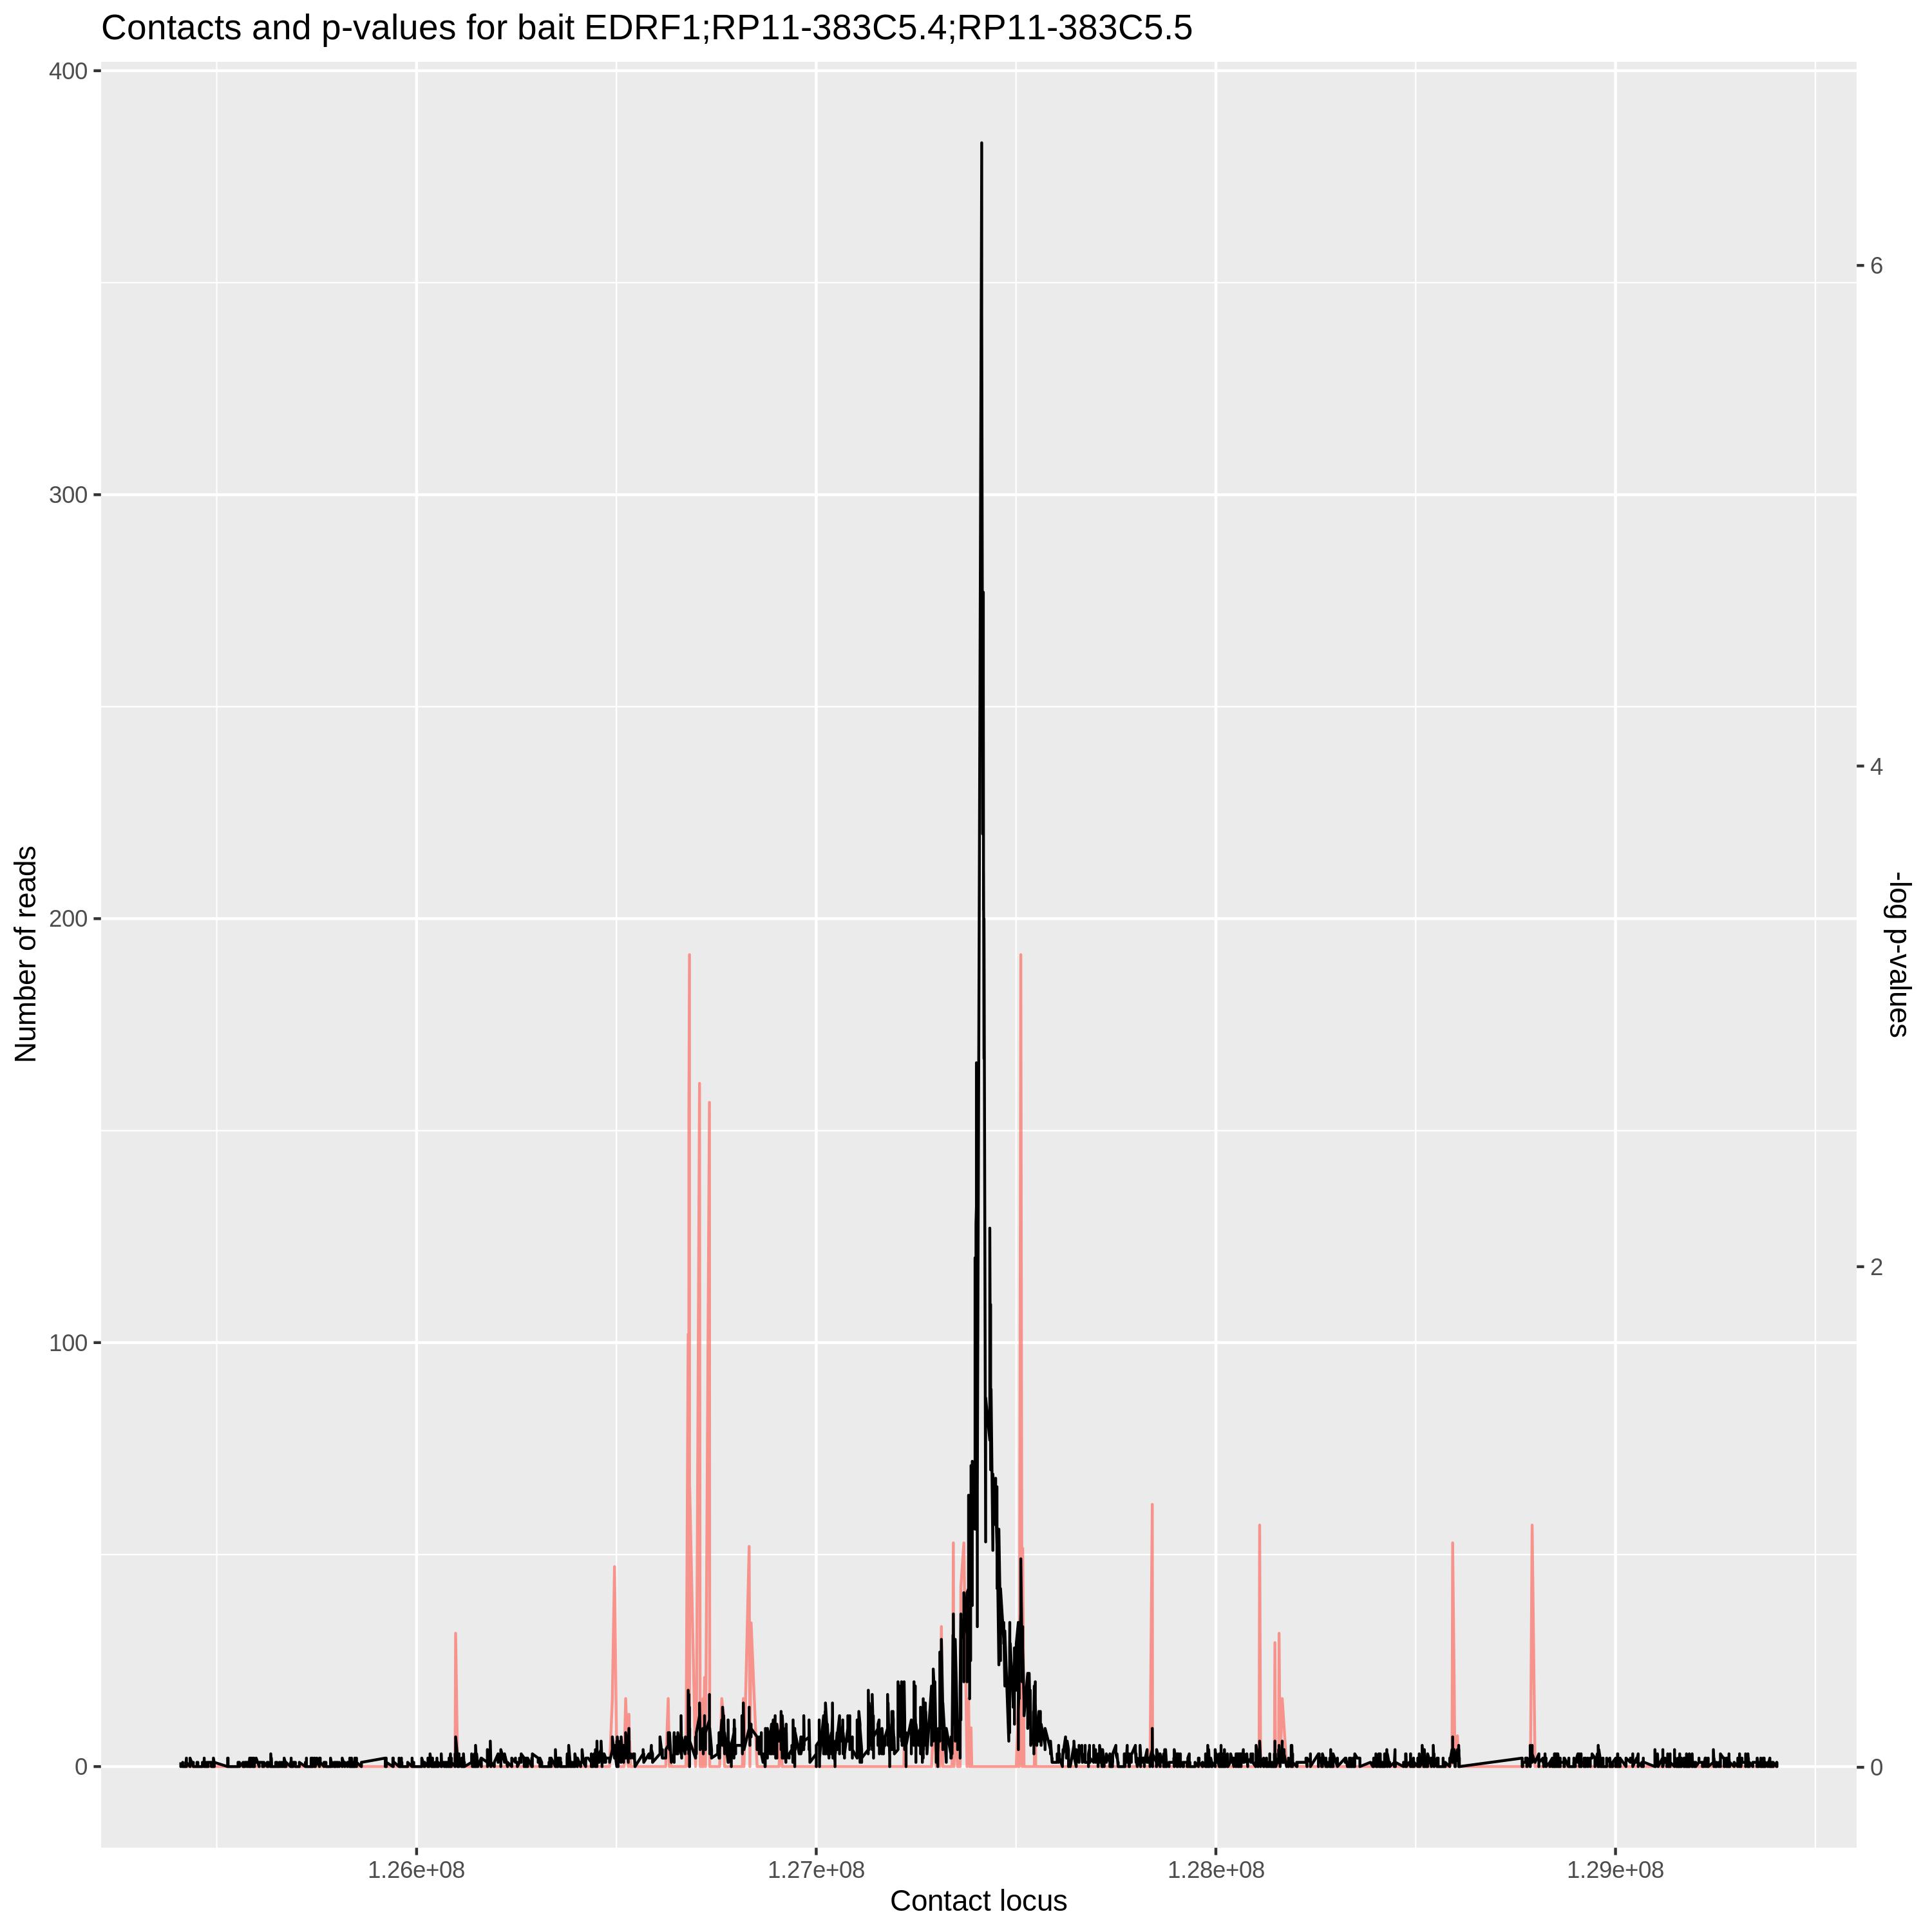 Contacts and p-values for bait EDRF1;RP11-383C5.4;RP11-383C5.5
400
300
200
100
0
Number of reads
6
4
2
0
-log p-values
1.26e+08
1.27e+08
1.28e+08
1.29e+08
Contact locus